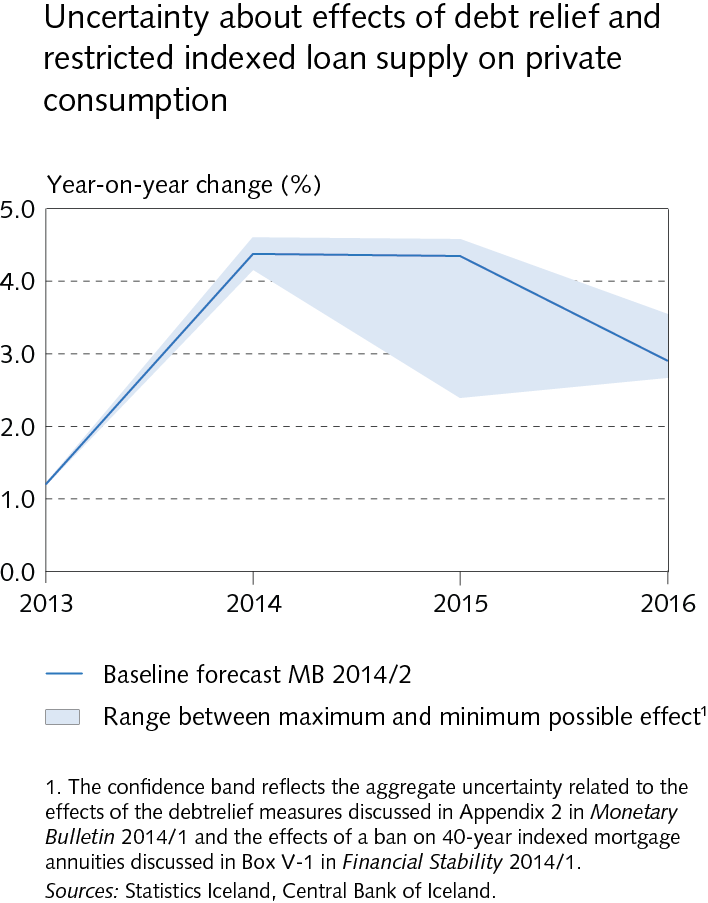 Uncertainty about effects of debt relief and
restricted indexed loan supply on private
consumption
Year-on-year change (%)
5.0
4.0
3.0
2.0
1.0
0.0
2013 2014 2015 2016
Baseline forecast MB 2014/2
Range between maximum and minimum possible effect¹
1. The confidence band reflects the aggregate uncertainty related to the
effects of the debtrelief measures discussed in Appendix 2 in Monetary
Bulletin 2014/1 and the effects of a ban on 40-year indexed mortgage
annuities discussed in Box V-1 in Financial Stability 2014/1.
Sources: Statistics Iceland, Central Bank of Iceland.